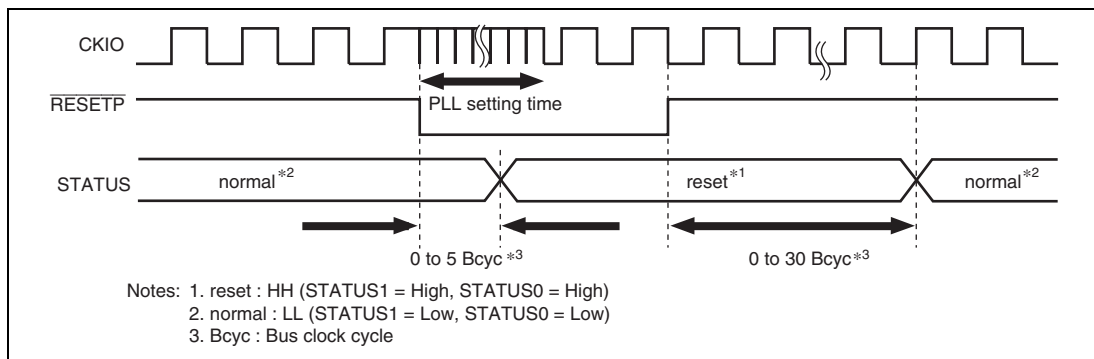 CKIO
RESETP
PLL setting time
STATUS
normal*2
reset*1
normal*2
0 to 5 Bcyc*3
0 to 30 Bcyc*3
Notes: 1. reset : HH (STATUS1 = High, STATUS0 = High)
2. normal : LL (STATUS1 = Low, STATUS0 = Low)
3. Bcyc : Bus clock cycle